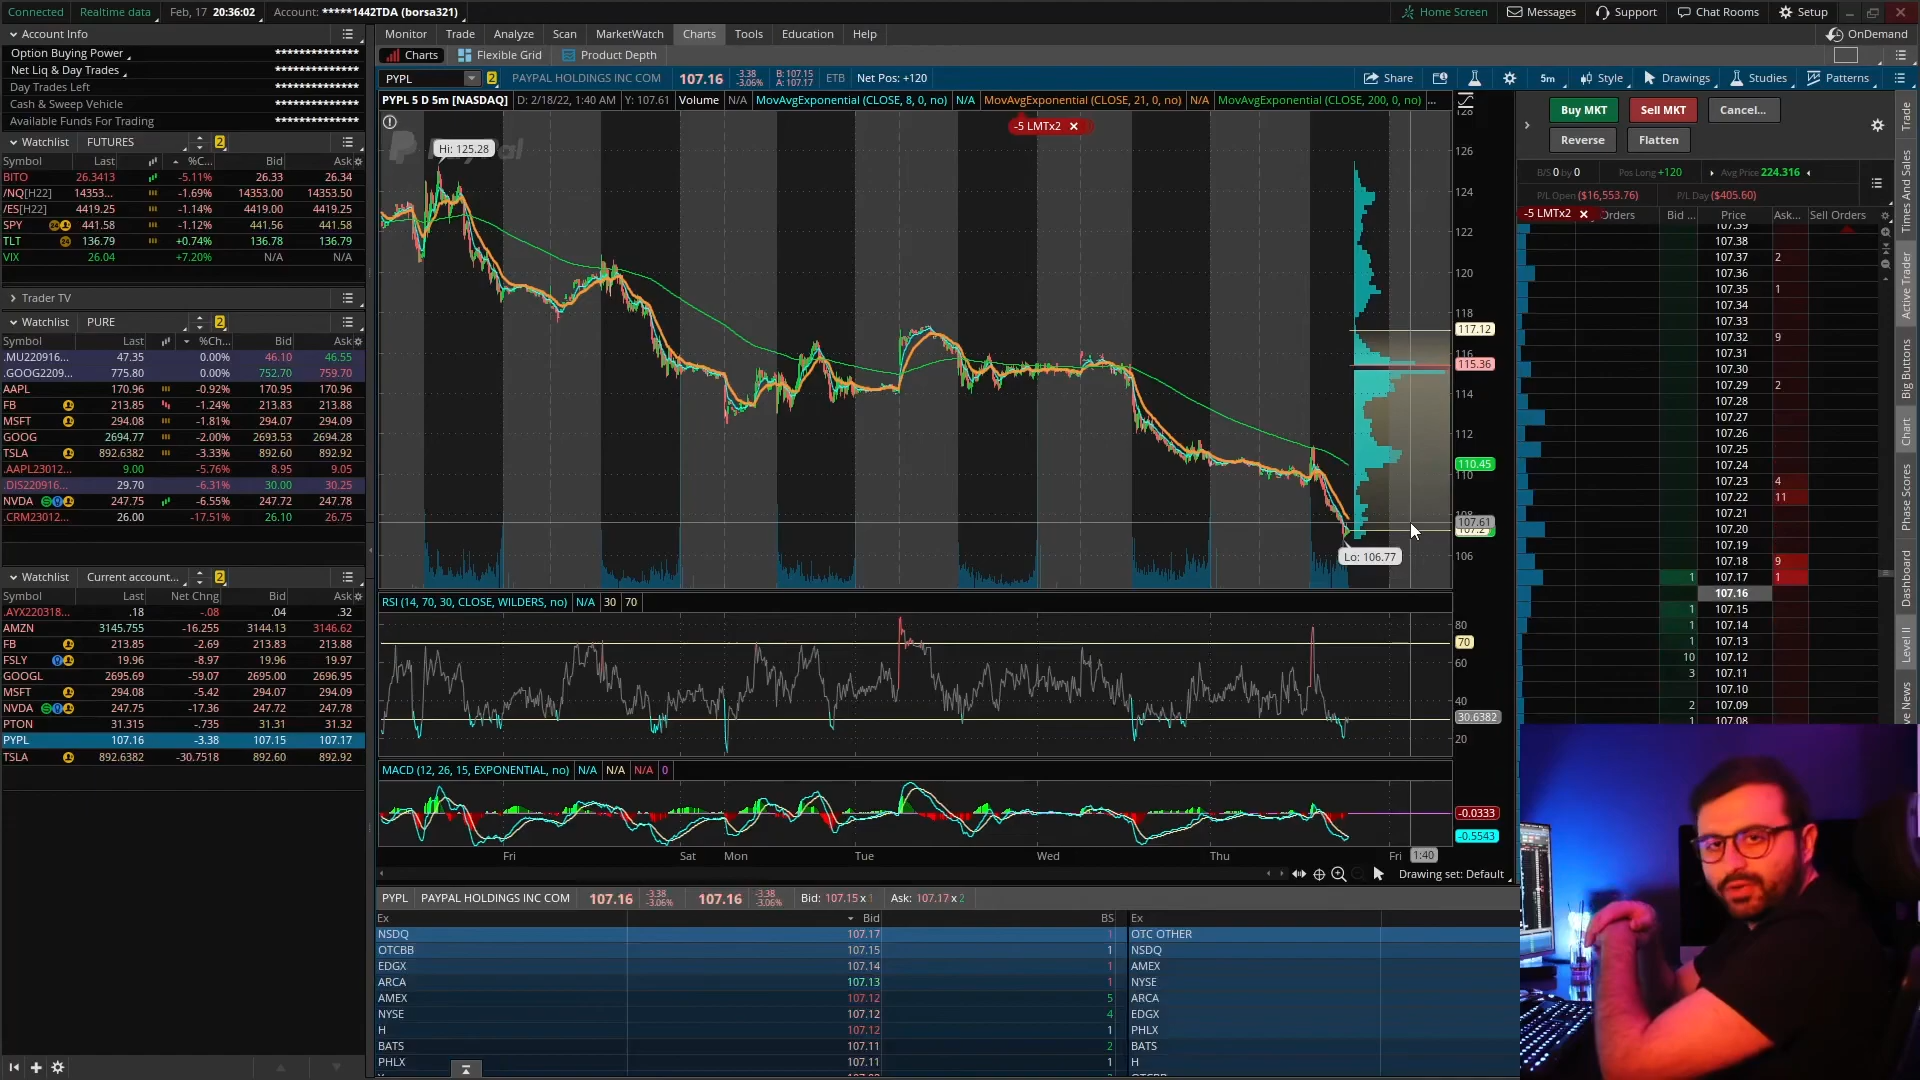 Connected Realtime data Feb, 17 20:36:02 Account: *****1442TDA (borsa321) Home Screen Messages Support Chat Rooms Setup
Account Info
Option Buying Power **************
Net Liq & Day Trades **************
Day Trades Left **************
Cash & Sweep Vehicle **************
Available Funds For Trading **************
Watchlist FUTURES 2
Symbol Last %C... Bid Ask
BITO 26.3413 -5.11% 26.33 26.34
/NQ[H22] 14353... -1.69% 14353.00 14353.50
/ES[H22] 4419.25 -1.14% 4419.00 4419.25
SPY 441.58 -1.12% 441.56 441.58
TLT 136.79 +0.74% 136.78 136.79
VIX 26.04 +7.20% N/A N/A
Trader TV
Watchlist PURE 2
Symbol Last %Ch... Bid Ask
.MU220916... 47.35 0.00% 46.10 46.55
.GOOG2209... 775.80 0.00% 752.70 759.70
AAPL 170.96 -0.92% 170.95 170.96
FB 213.85 -1.24% 213.83 213.88
MSFT 294.08 -1.81% 294.07 294.09
GOOG 2694.77 -2.00% 2693.53 2694.28
TSLA 892.6382 -3.33% 892.60 892.92
.AAPL23012... 9.00 -5.76% 8.95 9.05
.DIS220916... 29.70 -6.31% 30.00 30.25
NVDA 247.75 -6.55% 247.72 247.78
.CRM23012... 26.00 -17.51% 26.10 26.75
Watchlist Current account... 2
Symbol Last Net Chng Bid Ask
.AYX220318... .18 -.08 .04 .32
AMZN 3145.755 -16.255 3144.13 3146.62
FB 213.85 -2.69 213.83 213.88
FSLY 19.96 -8.97 19.96 19.97
GOOGL 2695.69 -59.07 2695.00 2696.95
MSFT 294.08 -5.42 294.07 294.09
NVDA 247.75 -17.36 247.72 247.78
PTON 31.315 -.735 31.31 31.32
PYPL 107.16 -3.38 107.15 107.17
TSLA 892.6382 -30.7518 892.60 892.92
Monitor Trade Analyze Scan MarketWatch Charts Tools Education Help OnDemand
Charts Flexible Grid Product Depth
PYPL 2 PAYPAL HOLDINGS INC COM 107.16 -3.38 -3.06% B: 107.15 A: 107.17 ETB Net Pos: +120 Share 5m Style Drawings Studies Patterns
PYPL 5 D 5m [NASDAQ] D: 2/18/22, 1:40 AM Y: 107.61 Volume N/A MovAvgExponential (CLOSE, 8, 0, no) N/A MovAvgExponential (CLOSE, 21, 0, no) N/A MovAvgExponential (CLOSE, 200, 0, no) ...
-5 LMTx2
Hi: 125.28
Lo: 106.77
128
126
124
122
120
118
117.12
116
115.36
114
112
110.45
110
108
107.61
106
RSI (14, 70, 30, CLOSE, WILDERS, no) N/A 30 70
80
70
60
40
30.6382
20
MACD (12, 26, 15, EXPONENTIAL, no) N/A N/A N/A 0
-0.0333
-0.5543
Fri Sat Mon Tue Wed Thu Fri 1:40
Drawing set: Default
PYPL PAYPAL HOLDINGS INC COM 107.16 -3.38 -3.06% 107.16 -3.38 -3.06% Bid: 107.15 x 1 Ask: 107.17 x 2
Ex Bid BS Ex
NSDQ 107.17 1 OTC OTHER
OTCBB 107.15 1 NSDQ
EDGX 107.14 1 AMEX
ARCA 107.13 1 NYSE
AMEX 107.12 5 ARCA
NYSE 107.12 4 EDGX
H 107.12 1 PHLX
BATS 107.11 2 BATS
PHLX 107.11 1 H
Buy MKT Sell MKT Cancel...
Reverse Flatten
B/S 0 by 0 Pos Long +120 Avg Price 224.316
P/L Open ($16,553.76) P/L Day ($405.60)
-5 LMTx2 Orders Bid ... Price Ask... Sell Orders
107.39
107.38
107.37 2
107.36
107.35 1
107.34
107.33
107.32 9
107.31
107.30
107.29 2
107.28
107.27
107.26
107.25
107.24
107.23 4
107.22 11
107.21
107.20
107.19
107.18 9
1 107.17 1
107.16
1 107.15
1 107.14
1 107.13
10 107.12
3 107.11
107.10
2 107.09
1 107.08
Trade
Times And Sales
Active Trader
Big Buttons
Chart
Phase Scores
Dashboard
Level II